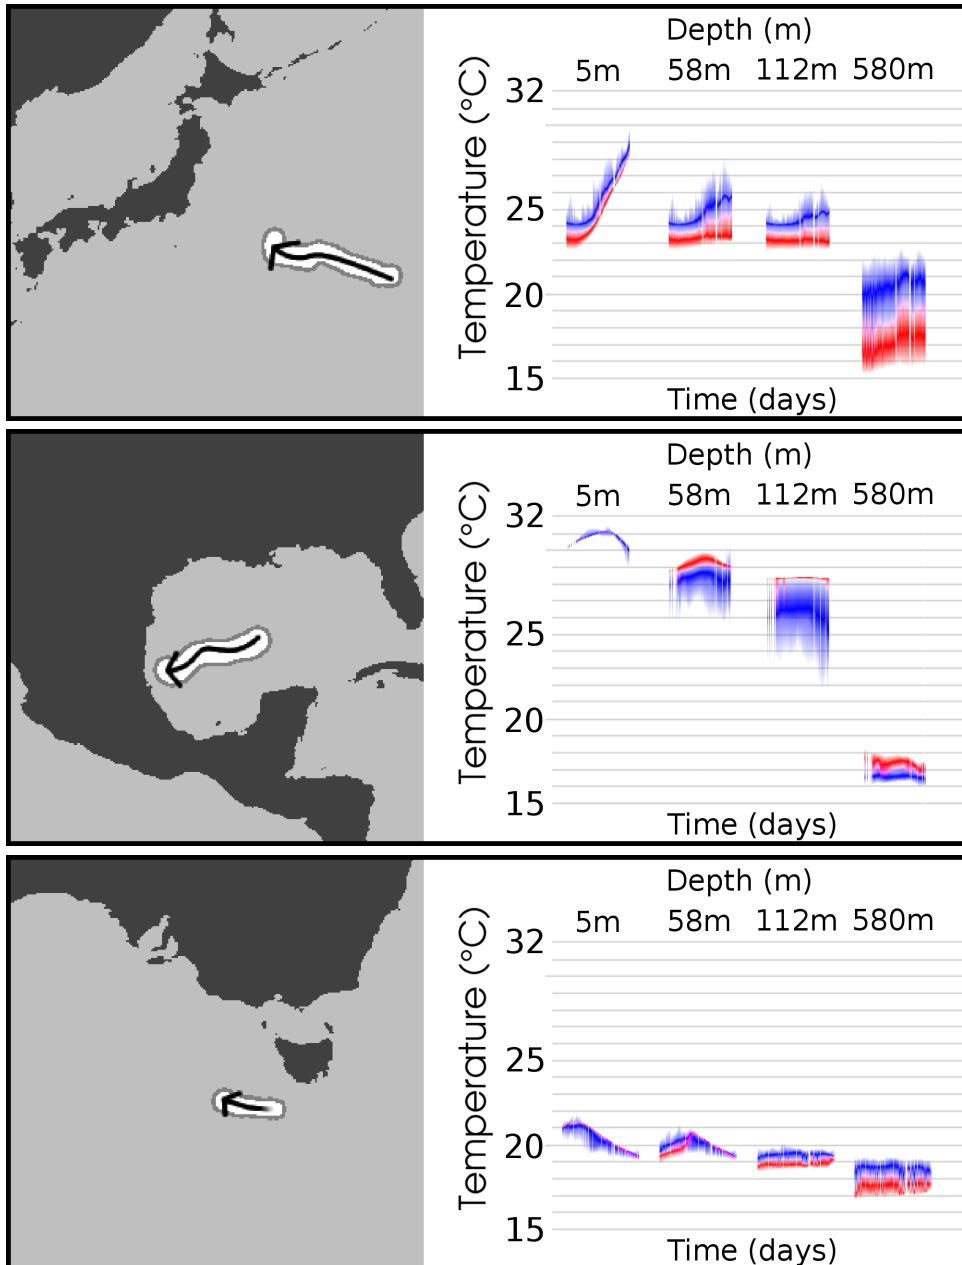 Depth (m)
5m 58m 112m 580m
Temperature (°C)
32
25
20
15
Time (days)
Depth (m)
5m 58m 112m 580m
Temperature (°C)
32
25
20
15
Time (days)
Depth (m)
5m 58m 112m 580m
Temperature (°C)
32
25
20
15
Time (days)